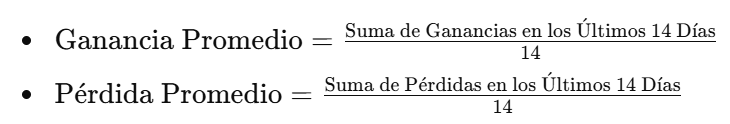 • Ganancia Promedio = Suma de Ganancias en los Últimos 14 Días / 14
• Pérdida Promedio = Suma de Pérdidas en los Últimos 14 Días / 14